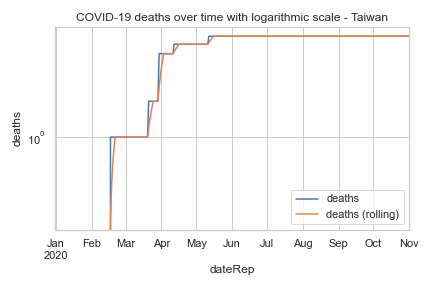 COVID-19 deaths over time with logarithmic scale - Taiwan
deaths
10⁰
deaths
deaths (rolling)
Jan Feb Mar Apr May Jun Jul Aug Sep Oct Nov
2020
dateRep